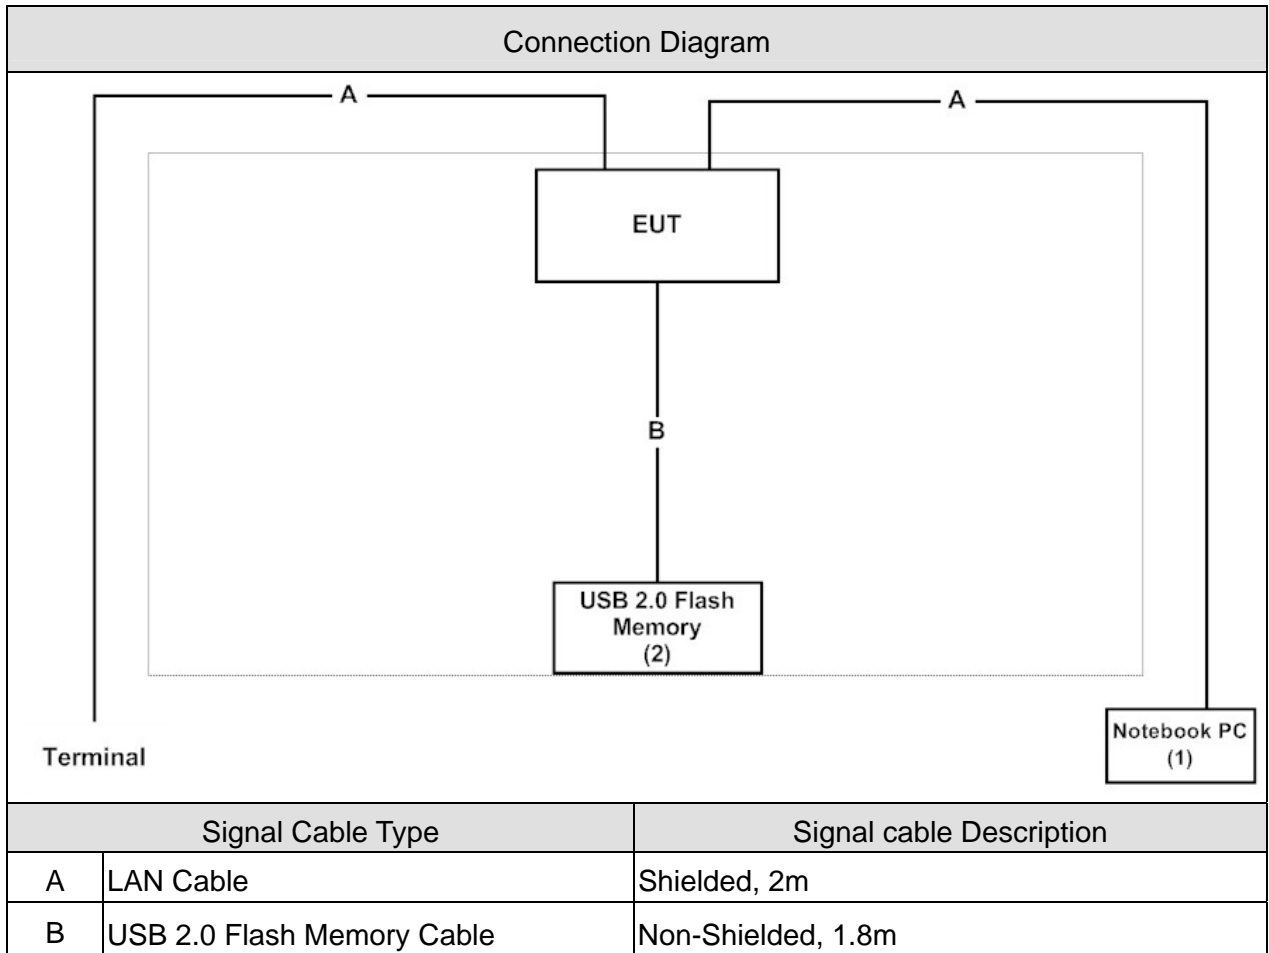 Connection Diagram
A
A
EUT
B
USB 2.0 Flash
Memory
(2)
Notebook PC
(1)
Terminal
Signal Cable Type Signal cable Description
A LAN Cable Shielded, 2m
B USB 2.0 Flash Memory Cable Non-Shielded, 1.8m